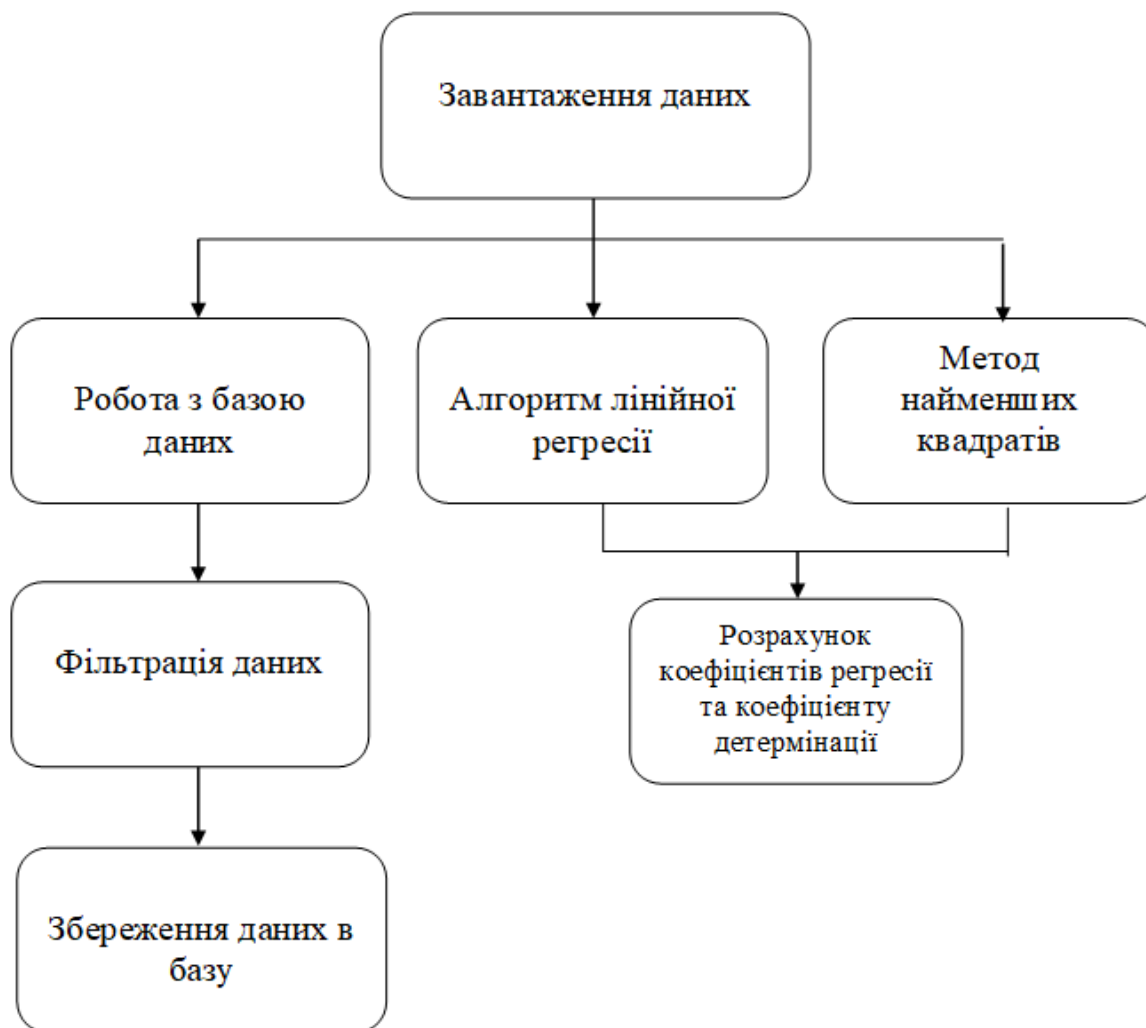 Завантаження даних
Робота з базою
даних
Алгоритм лінійної
регресії
Метод
найменших
квадратів
Фільтрація даних
Розрахунок
коефіцієнтів регресії
та коефіцієнту
детермінації
Збереження даних в
базу